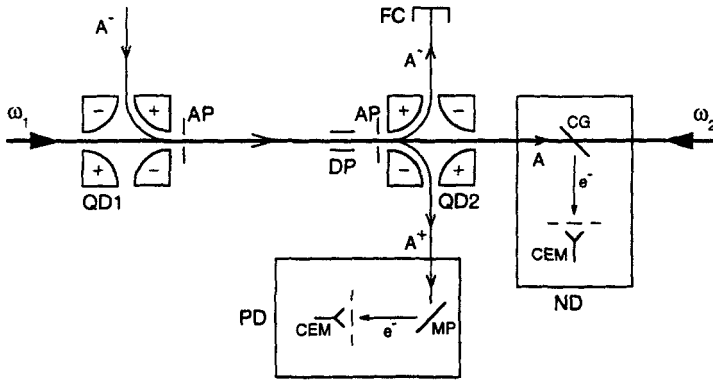 FC
A⁻
A⁻
− + AP
AP + −
ω₁
CG
ω₂
A
DP
+ −
− +
QD1
QD2
e⁻
A⁺
CEM
ND
PD
CEM
e⁻
MP